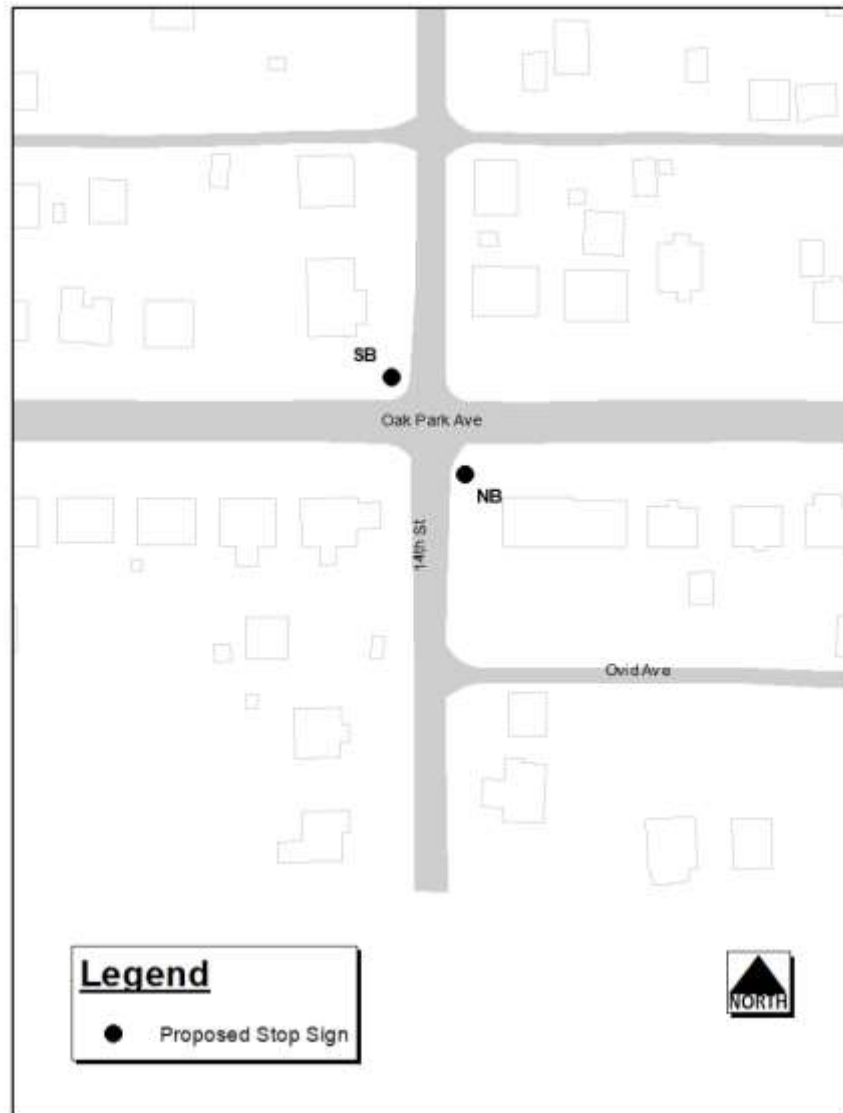 SB
Oak Park Ave
NB
14th St
Ovid Ave
Legend
Proposed Stop Sign
NORTH